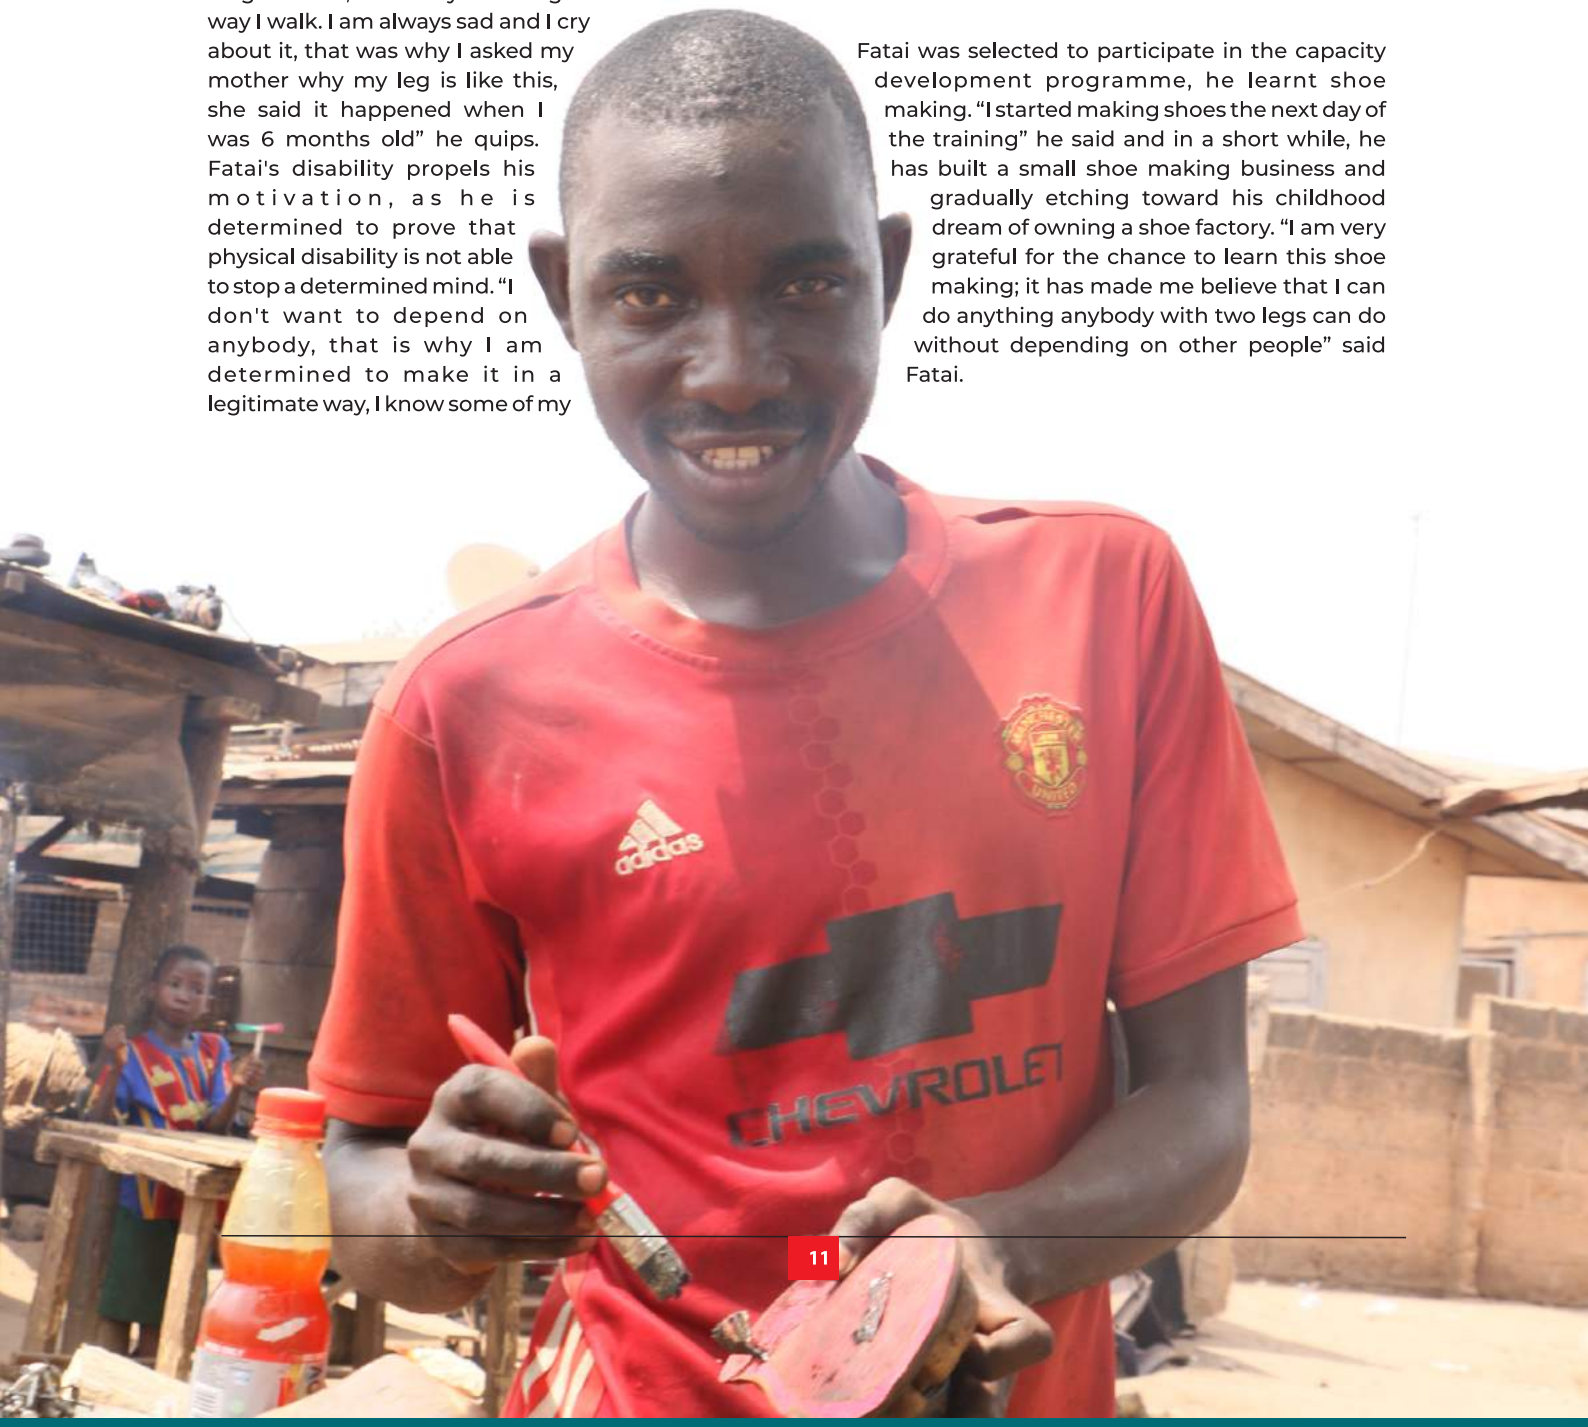 way I walk. I am always sad and I cry
about it, that was why I asked my
mother why my leg is like this,
she said it happened when I
was 6 months old” he quips.
Fatai's disability propels his
motivation, as he is
determined to prove that
physical disability is not able
to stop a determined mind. “I
don't want to depend on
anybody, that is why I am
determined to make it in a
legitimate way, I know some of my
Fatai was selected to participate in the capacity
development programme, he learnt shoe
making. “I started making shoes the next day of
the training” he said and in a short while, he
has built a small shoe making business and
gradually etching toward his childhood
dream of owning a shoe factory. “I am very
grateful for the chance to learn this shoe
making; it has made me believe that I can
do anything anybody with two legs can do
without depending on other people” said
Fatai.
MANCHESTER
UNITED
adidas
CHEVROLET
11